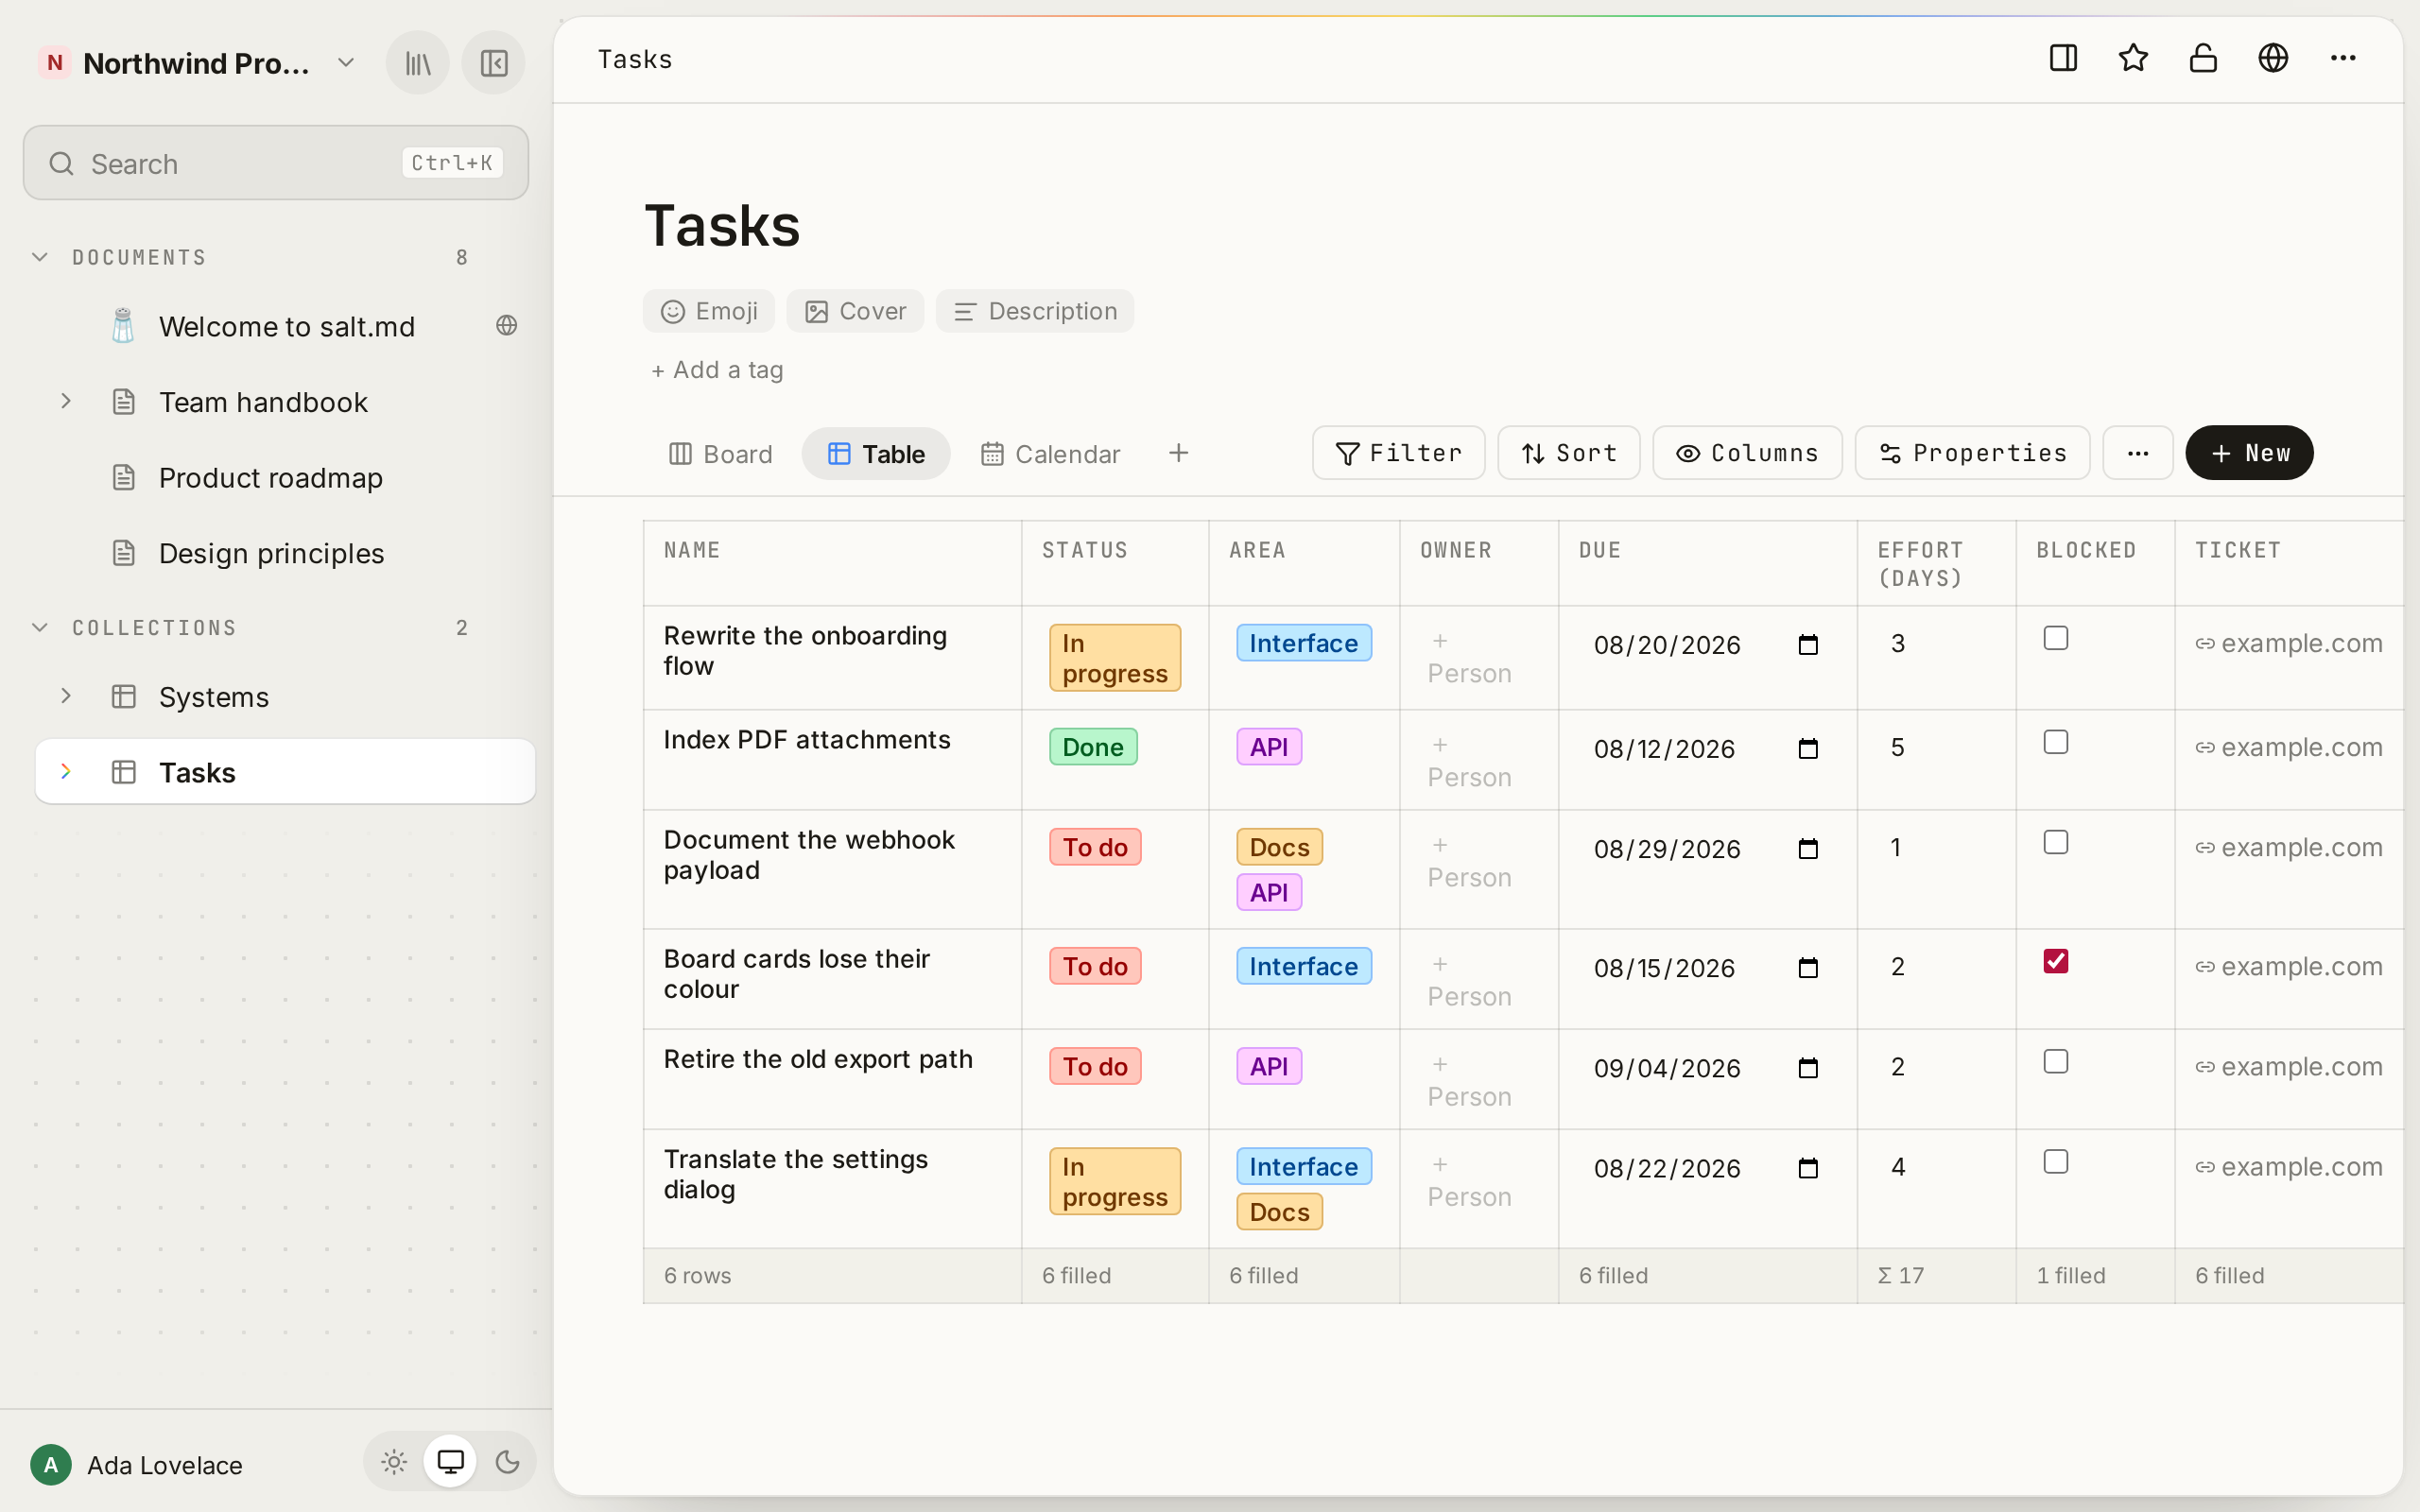 N Northwind Pro...
Search Ctrl+K
DOCUMENTS 8
Welcome to salt.md
Team handbook
Product roadmap
Design principles
COLLECTIONS 2
Systems
Tasks
A Ada Lovelace
Tasks
Tasks
Emoji Cover Description
+ Add a tag
Board Table Calendar + Filter Sort Columns Properties ... + New
NAME STATUS AREA OWNER DUE EFFORT (DAYS) BLOCKED TICKET
Rewrite the onboarding flow In progress Interface + Person 08/20/2026 3 example.com
Index PDF attachments Done API + Person 08/12/2026 5 example.com
Document the webhook payload To do Docs API + Person 08/29/2026 1 example.com
Board cards lose their colour To do Interface + Person 08/15/2026 2 example.com
Retire the old export path To do API + Person 09/04/2026 2 example.com
Translate the settings dialog In progress Interface Docs + Person 08/22/2026 4 example.com
6 rows 6 filled 6 filled 6 filled Σ 17 1 filled 6 filled